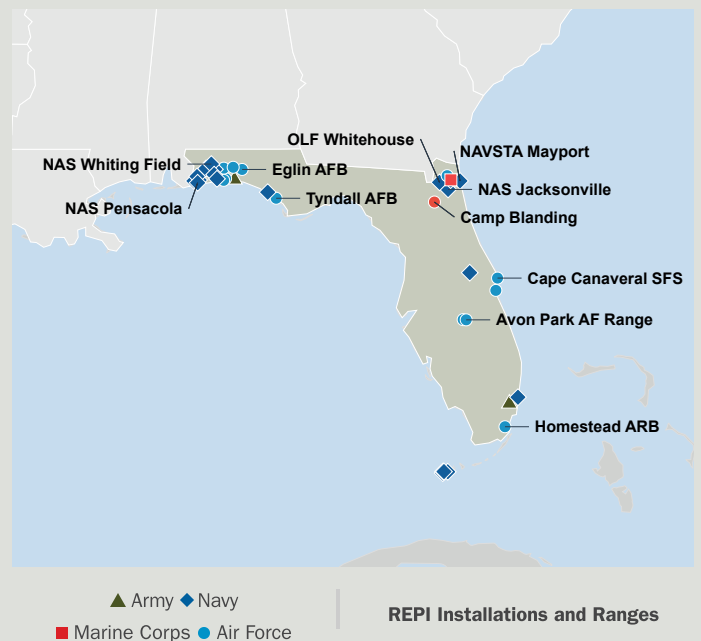 OLF Whitehouse
NAVSTA Mayport
NAS Whiting Field
Eglin AFB
NAS Jacksonville
Tyndall AFB
NAS Pensacola
Camp Blanding
Cape Canaveral SFS
Avon Park AF Range
Homestead ARB
Army Navy
REPI Installations and Ranges
Marine Corps Air Force